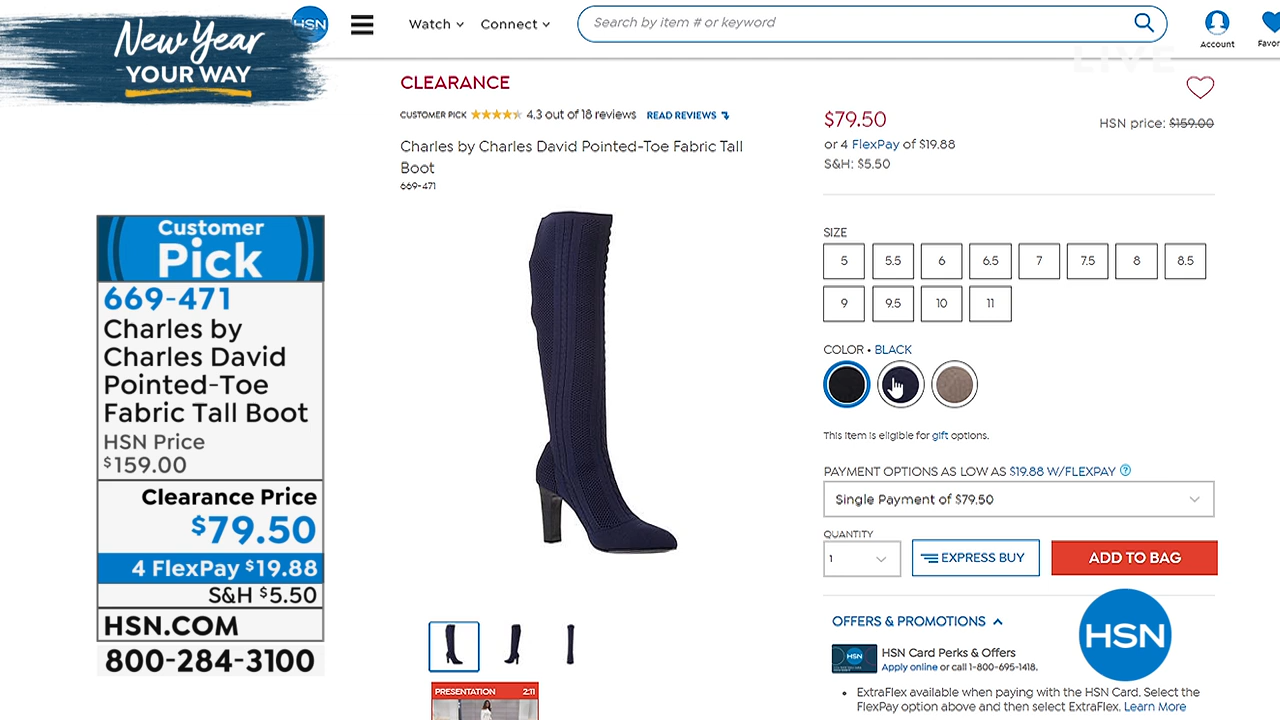 New Year
YOUR WAY
HSN
Watch
Connect
Search by item # or keyword
Account
Favor
LIVE
CLEARANCE
CUSTOMER PICK 4.3 out of 18 reviews READ REVIEWS
Charles by Charles David Pointed-Toe Fabric Tall
Boot
669-471
$79.50
HSN price: $159.00
or 4 FlexPay of $19.88
S&H: $5.50
SIZE
5 5.5 6 6.5 7 7.5 8 8.5
9 9.5 10 11
COLOR • BLACK
This item is eligible for gift options.
PAYMENT OPTIONS AS LOW AS $19.88 W/FLEXPAY ?
Single Payment of $79.50
QUANTITY
1
EXPRESS BUY
ADD TO BAG
OFFERS & PROMOTIONS
HSN
HSN Card Perks & Offers
Apply online or call 1-800-695-1418.
• ExtraFlex available when paying with the HSN Card. Select the
FlexPay option above and then select ExtraFlex. Learn More
HSN
PRESENTATION 2:11
Customer
Pick
669-471
Charles by
Charles David
Pointed-Toe
Fabric Tall Boot
HSN Price
$159.00
Clearance Price
$79.50
4 FlexPay $19.88
S&H $5.50
HSN.COM
800-284-3100